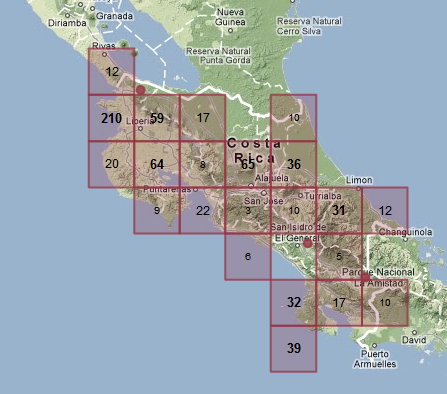 Diriamba
Granada
Nueva
Guinea
Rivas
Reserva Natural
Cerro Silva
Reserva Natural
Punta Gorda
12
210
59
17
10
Liberia
Costa
Rica
20
64
8
65
36
Alajuela
Limon
Puntarenas
San Jose
Turrialba
9
22
3
10
31
12
San Isidro de
El General
Changuinola
6
5
Parque Nacional
La Amistad
32
17
10
David
39
Puerto
Armuelles